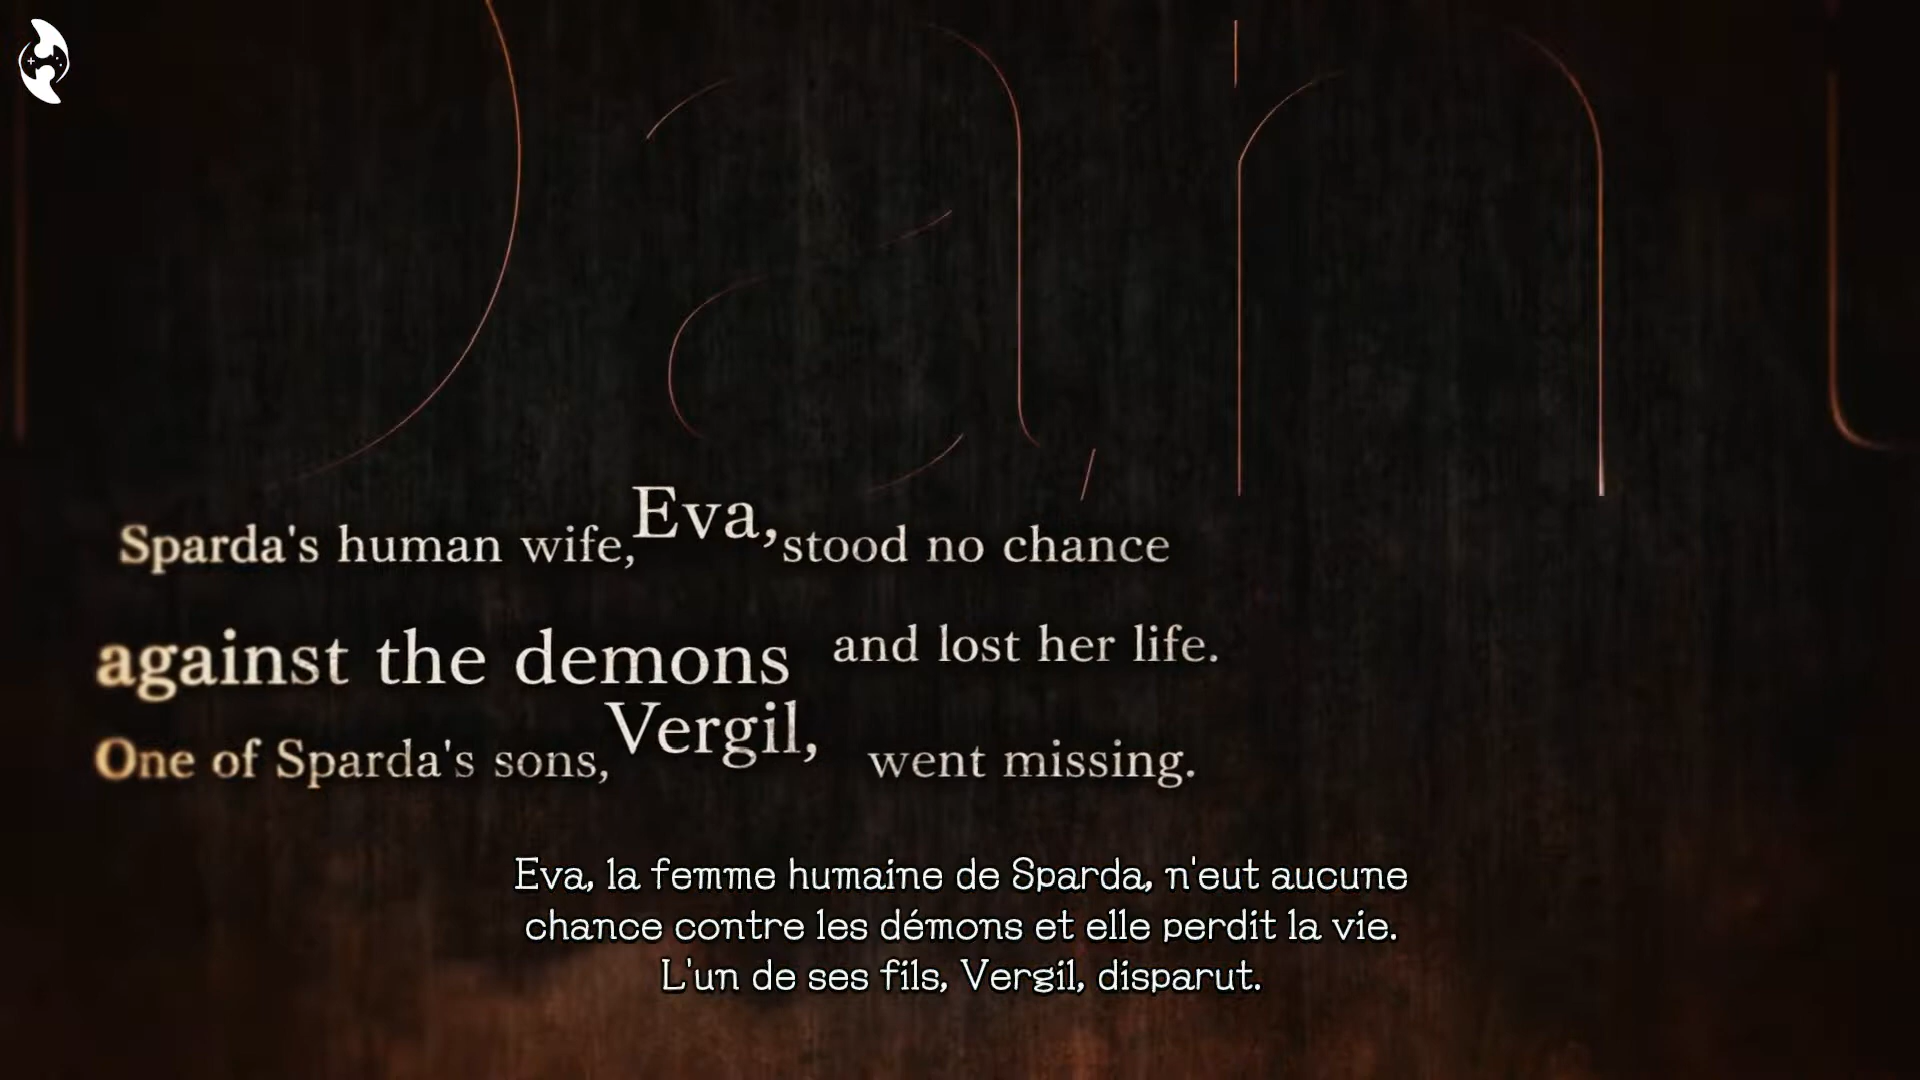 Sparda's human wife, Eva, stood no chance
against the demons and lost her life.
One of Sparda's sons, Vergil, went missing.
Eva, la femme humaine de Sparda, n'eut aucune
chance contre les démons et elle perdit la vie.
L'un de ses fils, Vergil, disparut.